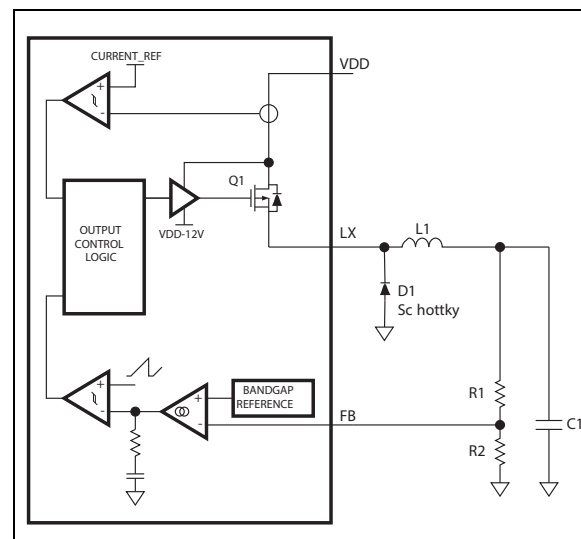 CURRENT_REF
VDD
+
-
Q1
OUTPUT
CONTROL
LOGIC
VDD-12V
LX
L1
D1
Sc hottky
+
-
+
-
BANDGAP
REFERENCE
FB
R1
R2
C1